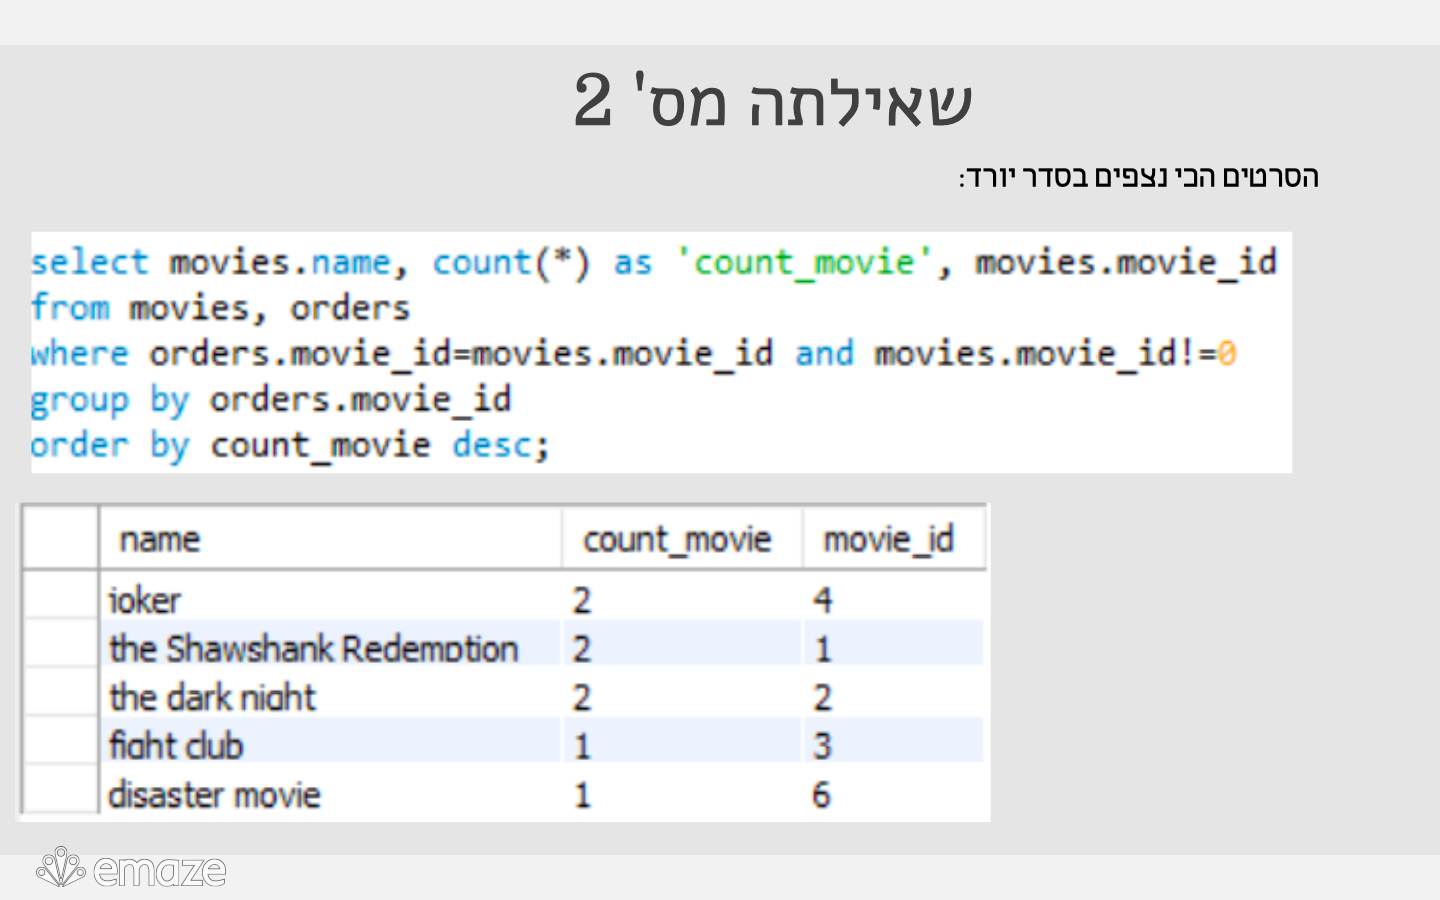 שאילתה מס' 2
הסרטים הכי נצפים בסדר יורד:
select movies.name, count(*) as 'count_movie', movies.movie_id
from movies, orders
where orders.movie_id=movies.movie_id and movies.movie_id!=0
group by orders.movie_id
order by count_movie desc;
name count_movie movie_id
joker 2 4
the Shawshank Redemption 2 1
the dark night 2 2
fight club 1 3
disaster movie 1 6
emaze